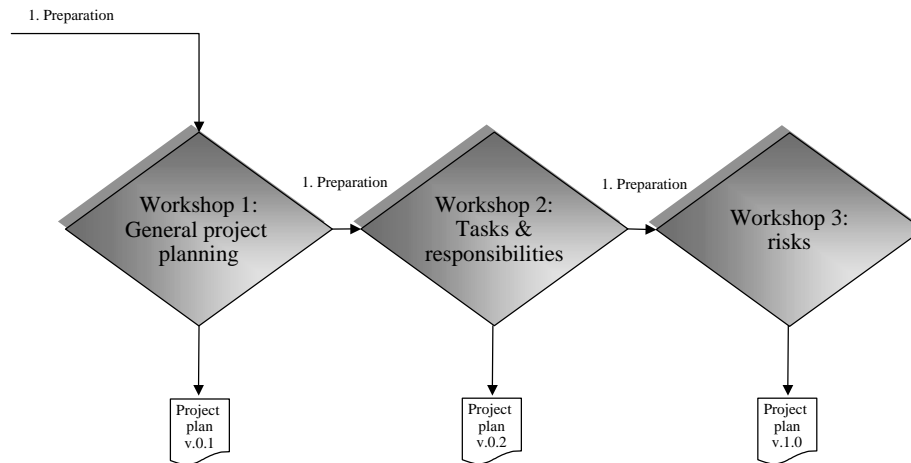 1. Preparation
Workshop 1:
General project
planning
1. Preparation
Workshop 2:
Tasks &
responsibilities
1. Preparation
Workshop 3:
risks
Project
plan
v.0.1
Project
plan
v.0.2
Project
plan
v.1.0